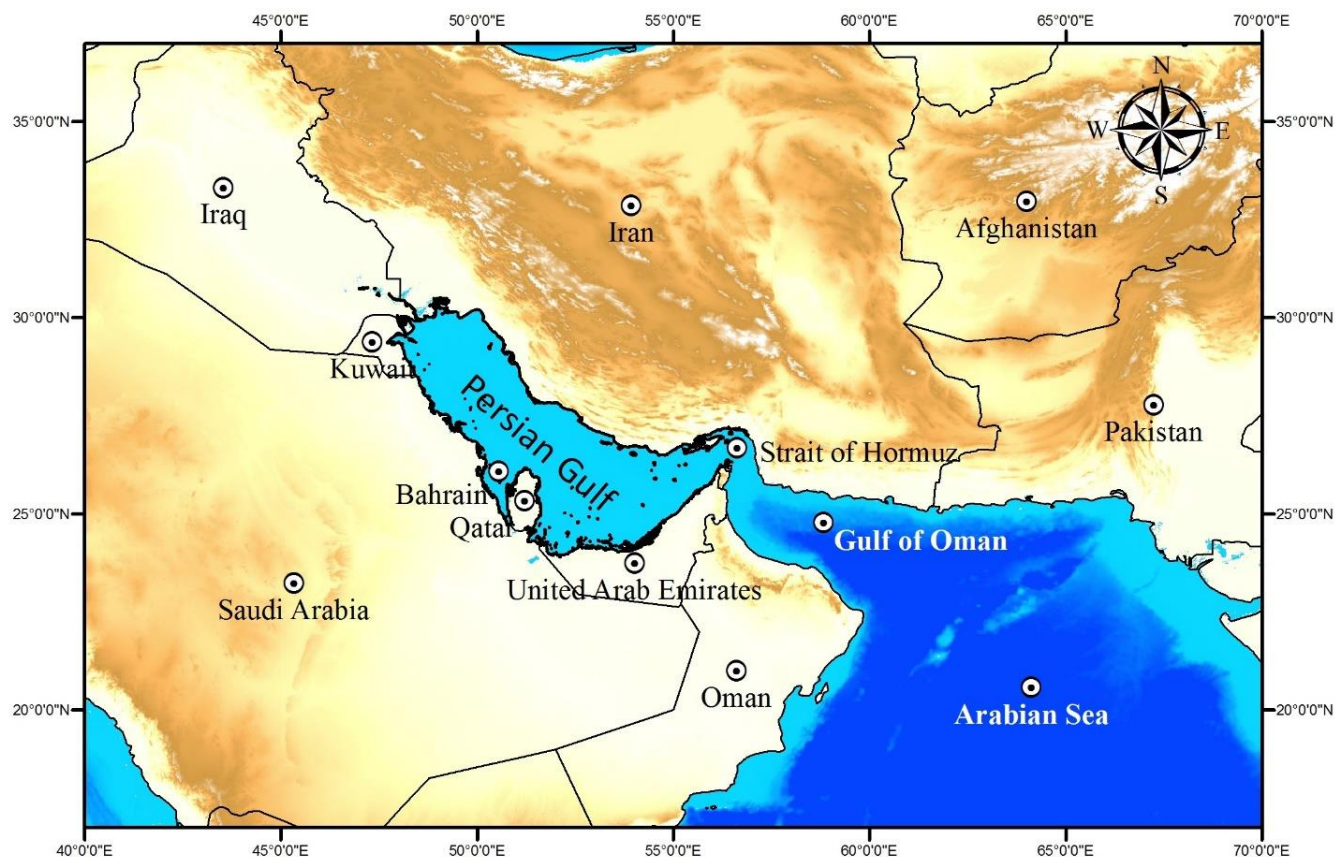 45°0'0"E 50°0'0"E 55°0'0"E 60°0'0"E 65°0'0"E 70°0'0"E
35°0'0"N 35°0'0"N
N
W E
S
Iraq
Iran
Afghanistan
30°0'0"N 30°0'0"N
Kuwait
Persian Gulf
Pakistan
Strait of Hormuz
Bahrain
Qatar
25°0'0"N 25°0'0"N
Gulf of Oman
United Arab Emirates
Saudi Arabia
Oman
Arabian Sea
20°0'0"N 20°0'0"N
40°0'0"E 45°0'0"E 50°0'0"E 55°0'0"E 60°0'0"E 65°0'0"E 70°0'0"E